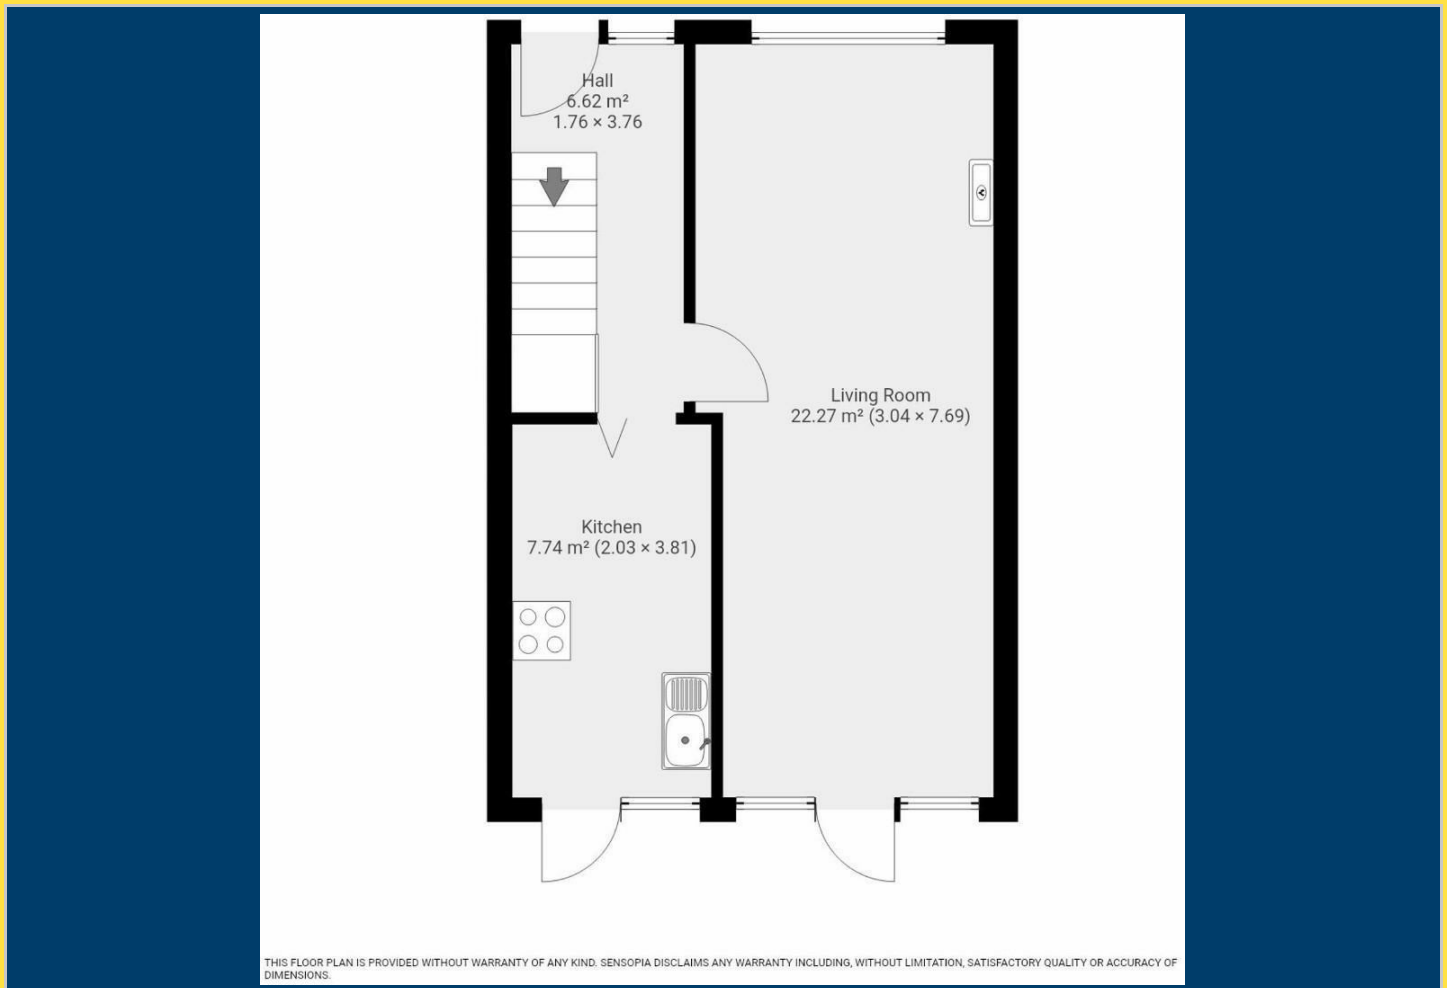 Hall
6.62 m²
1.76 × 3.76
Living Room
22.27 m² (3.04 × 7.69)
Kitchen
7.74 m² (2.03 × 3.81)
THIS FLOOR PLAN IS PROVIDED WITHOUT WARRANTY OF ANY KIND. SENSOPIA DISCLAIMS ANY WARRANTY INCLUDING, WITHOUT LIMITATION, SATISFACTORY QUALITY OR ACCURACY OF
DIMENSIONS.